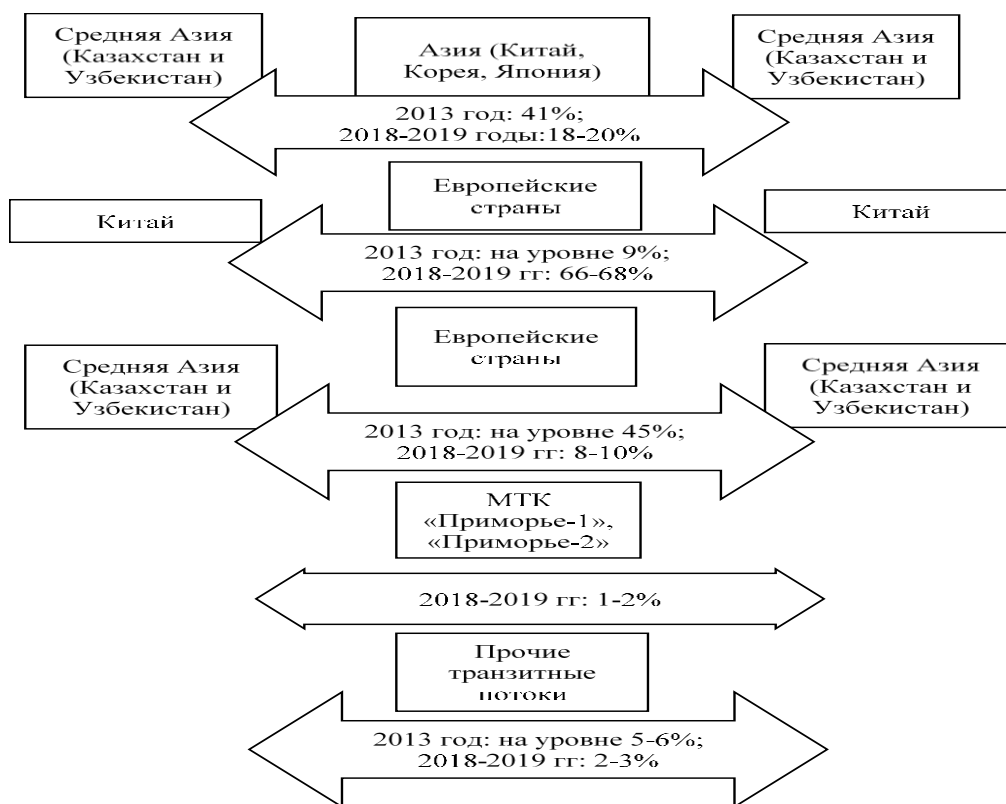 Средняя Азия
(Казахстан и
Узбекистан)
Азия (Китай,
Корея, Япония)
Средняя Азия
(Казахстан и
Узбекистан)
2013 год: 41%;
2018-2019 годы:18-20%
Европейские
страны
Китай
Китай
2013 год: на уровне 9%;
2018-2019 гг: 66-68%
Европейские
страны
Средняя Азия
(Казахстан и
Узбекистан)
Средняя Азия
(Казахстан и
Узбекистан)
2013 год: на уровне 45%;
2018-2019 гг: 8-10%
МТК
«Приморье-1»,
«Приморье-2»
2018-2019 гг: 1-2%
Прочие
транзитные
потоки
2013 год: на уровне 5-6%;
2018-2019 гг: 2-3%